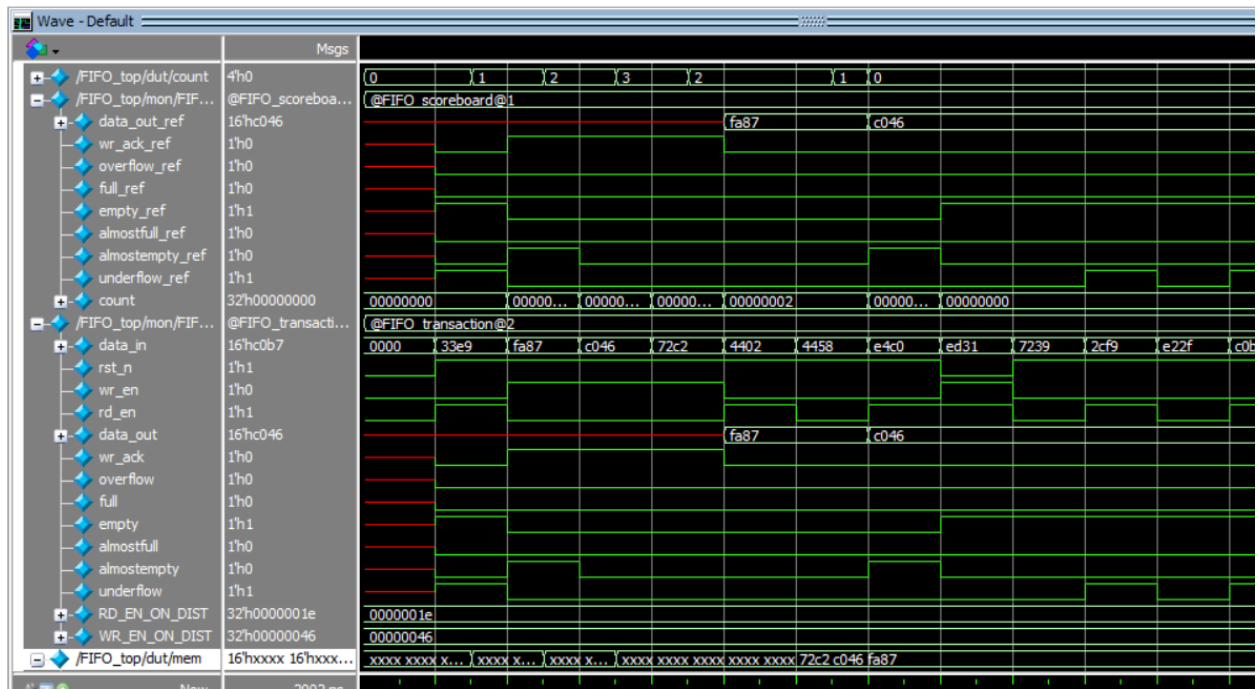 Wave - Default
Msgs
/FIFO_top/dut/count 4'h0 0 1 2 3 2 1 0
/FIFO_top/mon/FIF... @FIFO_scoreboa... @FIFO_scoreboard@1
data_out_ref 16'hc046 fa87 c046
wr_ack_ref 1'h0
overflow_ref 1'h0
full_ref 1'h0
empty_ref 1'h1
almostfull_ref 1'h0
almostempty_ref 1'h0
underflow_ref 1'h1
count 32'h00000000 00000000 00000... 00000... 00000... 00000002 00000... 00000000
/FIFO_top/mon/FIF... @FIFO_transacti... @FIFO_transaction@2
data_in 16'hc0b7 0000 33e9 fa87 c046 72c2 4402 4458 e4c0 ed31 7239 2cf9 e22f c0b
rst_n 1'h1
wr_en 1'h0
rd_en 1'h1
data_out 16'hc046 fa87 c046
wr_ack 1'h0
overflow 1'h0
full 1'h0
empty 1'h1
almostfull 1'h0
almostempty 1'h0
underflow 1'h1
RD_EN_ON_DIST 32'h0000001e 0000001e
WR_EN_ON_DIST 32'h00000046 00000046
/FIFO_top/dut/mem 16'hxxxx 16'hxxx... xxxx xxxx x... xxxx x... xxxx x... xxxx xxxx xxxx xxxx xxxx 72c2 c046 fa87